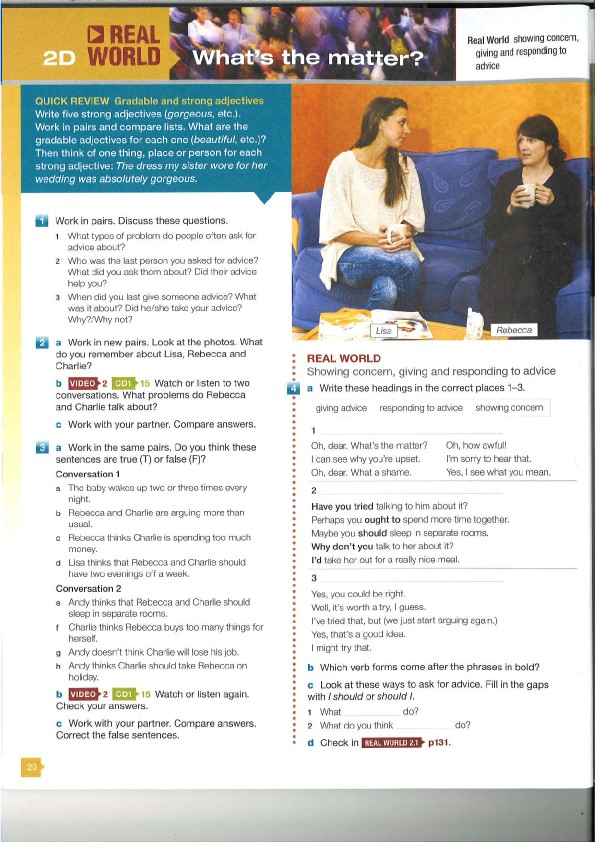 2D
REAL
WORLD
What's the matter?
Real World showing concern,
giving and responding to
advice
QUICK REVIEW Gradable and strong adjectives
Write five strong adjectives (gorgeous, etc.).
Work in pairs and compare lists. What are the
gradable adjectives for each one (beautiful, etc.)?
Then think of one thing, place or person for each
strong adjective: The dress my sister wore for her
wedding was absolutely gorgeous.
1 Work in pairs. Discuss these questions.
1 What types of problem do people often ask for
advice about?
2 Who was the last person you asked for advice?
What did you ask them about? Did their advice
help you?
3 When did you last give someone advice? What
was it about? Did he/she take your advice?
Why?/Why not?
2 a Work in new pairs. Look at the photos. What
do you remember about Lisa, Rebecca and
Charlie?
b VIDEO 2 CD1 15 Watch or listen to two
conversations. What problems do Rebecca
and Charlie talk about?
c Work with your partner. Compare answers.
3 a Work in the same pairs. Do you think these
sentences are true (T) or false (F)?
Conversation 1
a The baby wakes up two or three times every
night.
b Rebecca and Charlie are arguing more than
usual.
c Rebecca thinks Charlie is spending too much
money.
d Lisa thinks that Rebecca and Charlie should
have two evenings off a week.
Conversation 2
e Andy thinks that Rebecca and Charlie should
sleep in separate rooms.
f Charlie thinks Rebecca buys too many things for
herself.
g Andy doesn't think Charlie will lose his job.
h Andy thinks Charlie should take Rebecca on
holiday.
b VIDEO 2 CD1 15 Watch or listen again.
Check your answers.
c Work with your partner. Compare answers.
Correct the false sentences.
20
Lisa
Rebecca
REAL WORLD
Showing concern, giving and responding to advice
4 a Write these headings in the correct places 1–3.
giving advice responding to advice showing concern
1
Oh, dear. What's the matter? Oh, how awful!
I can see why you're upset. I'm sorry to hear that.
Oh, dear. What a shame. Yes, I see what you mean.
2
Have you tried talking to him about it?
Perhaps you ought to spend more time together.
Maybe you should sleep in separate rooms.
Why don't you talk to her about it?
I'd take her out for a really nice meal.
3
Yes, you could be right.
Well, it's worth a try, I guess.
I've tried that, but (we just start arguing again.)
Yes, that's a good idea.
I might try that.
b Which verb forms come after the phrases in bold?
c Look at these ways to ask for advice. Fill in the gaps
with I should or should I.
1 What do?
2 What do you think do?
d Check in REAL WORLD 2.1 p131.